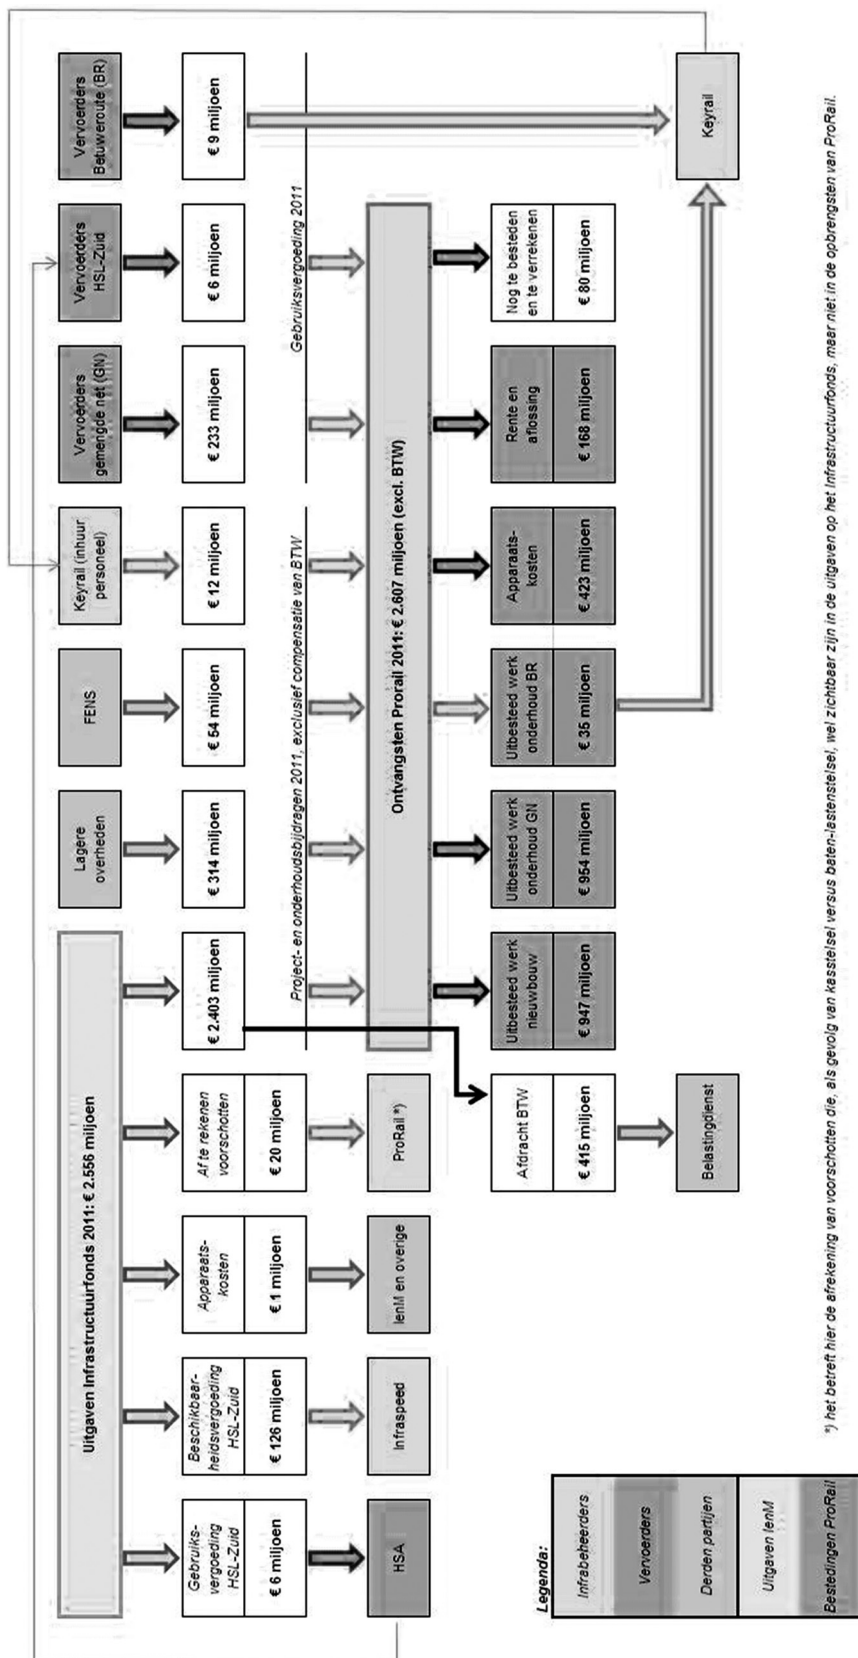 Uitgaven Infrastructuurfonds 2011: € 2.556 miljoen
Lagere
overheden
FENS
Keyrail (inhuur
personeel)
Vervoerders
gemengde net (GN)
Vervoerders
HSL-Zuid
Vervoerders
Betuweroute (BR)
Gebruiks-
vergoeding
HSL-Zuid
€ 6 miljoen
Beschikbaar-
heidsvergoeding
HSL-Zuid
€ 126 miljoen
Apparaats-
kosten
€ 1 miljoen
Af te rekenen
voorschotten
€ 20 miljoen
€ 2.403 miljoen
€ 314 miljoen
€ 54 miljoen
€ 12 miljoen
€ 233 miljoen
€ 6 miljoen
€ 9 miljoen
Project- en onderhoudsbijdragen 2011, exclusief compensatie van BTW
Gebruiksvergoeding 2011
HSA
Infraspeed
IenM en overige
ProRail *)
Ontvangsten Prorail 2011: € 2.607 miljoen (excl. BTW)
Afdracht BTW
€ 415 miljoen
Uitbesteed werk
nieuwbouw
€ 947 miljoen
Uitbesteed werk
onderhoud GN
€ 954 miljoen
Uitbesteed werk
onderhoud BR
€ 35 miljoen
Apparaats-
kosten
€ 423 miljoen
Rente en
aflossing
€ 168 miljoen
Nog te besteden
en te verrekenen
€ 80 miljoen
Belastingdienst
Keyrail
Legenda:
Infrabeheerders
Vervoerders
Derden partijen
Uitgaven IenM
Bestedingen ProRail
*) het betreft hier de afrekening van voorschotten die, als gevolg van kasstelsel versus baten-lastenstelsel, wel zichtbaar zijn in de uitgaven op het Infrastructuurfonds, maar niet in de opbrengsten van ProRail.